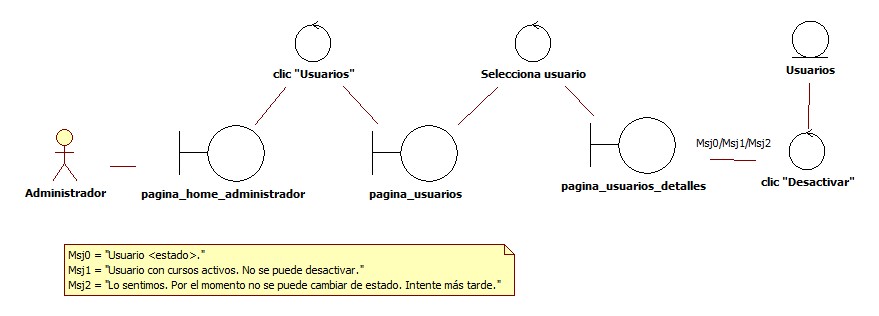 clic "Usuarios"
Selecciona usuario
Usuarios
Msj0/Msj1/Msj2
Administrador
pagina_home_administrador
pagina_usuarios
pagina_usuarios_detalles
clic "Desactivar"
Msj0 = "Usuario <estado>."
Msj1 = "Usuario con cursos activos. No se puede desactivar."
Msj2 = "Lo sentimos. Por el momento no se puede cambiar de estado. Intente más tarde."